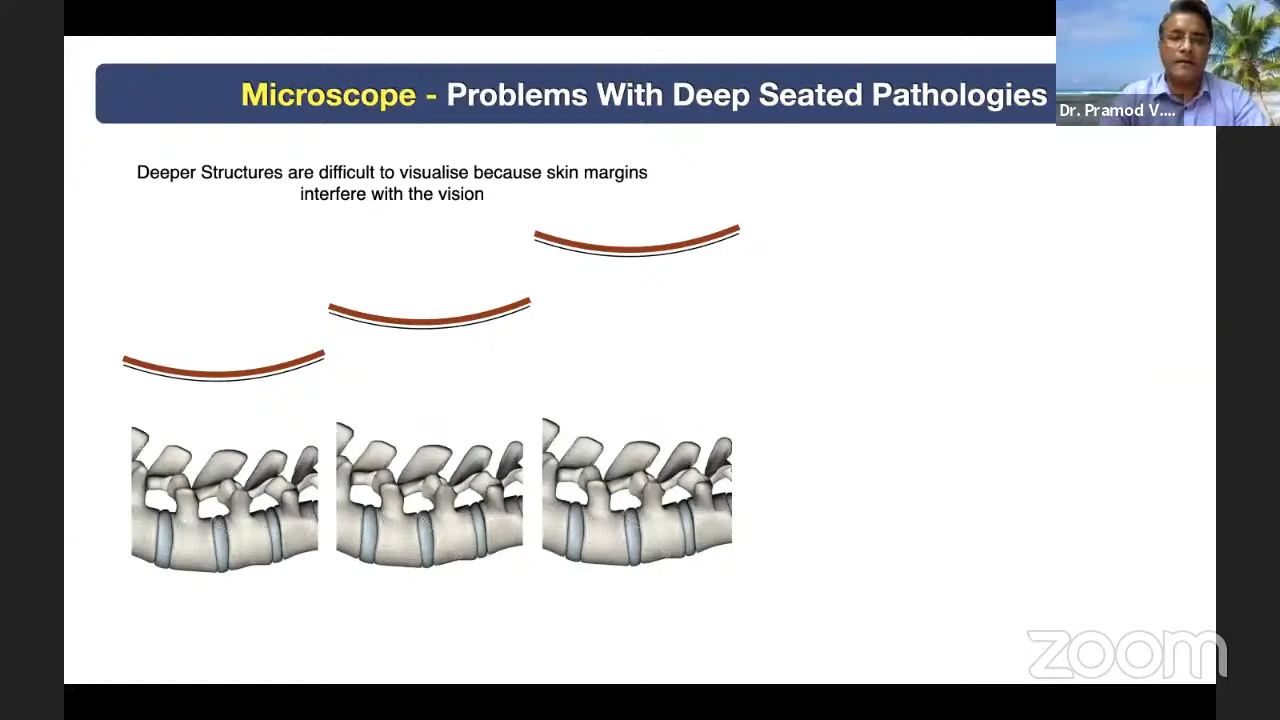 Microscope - Problems With Deep Seated Pathologies
Dr. Pramod V....
Deeper Structures are difficult to visualise because skin margins
interfere with the vision
zoom